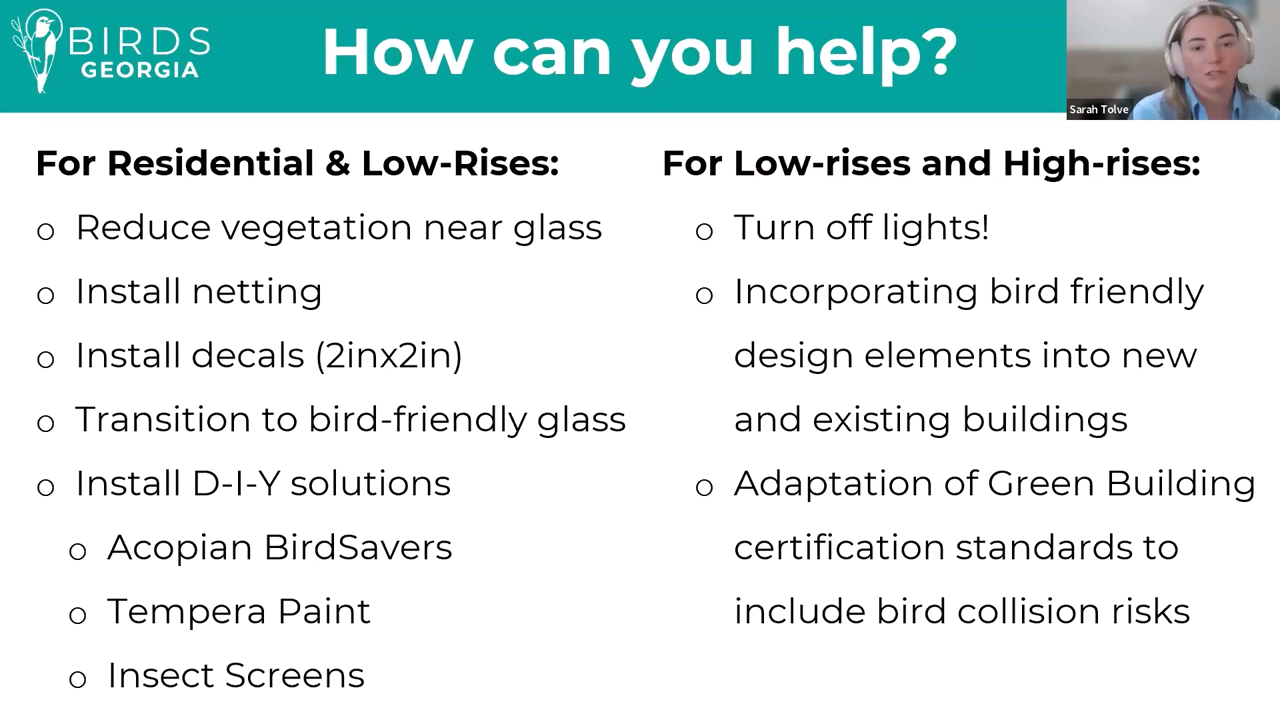 BIRDS
GEORGIA
How can you help?
Sarah Tolve
For Residential & Low-Rises:
o Reduce vegetation near glass
o Install netting
o Install decals (2inx2in)
o Transition to bird-friendly glass
o Install D-I-Y solutions
o Acopian BirdSavers
o Tempera Paint
o Insect Screens
For Low-rises and High-rises:
o Turn off lights!
o Incorporating bird friendly
design elements into new
and existing buildings
o Adaptation of Green Building
certification standards to
include bird collision risks